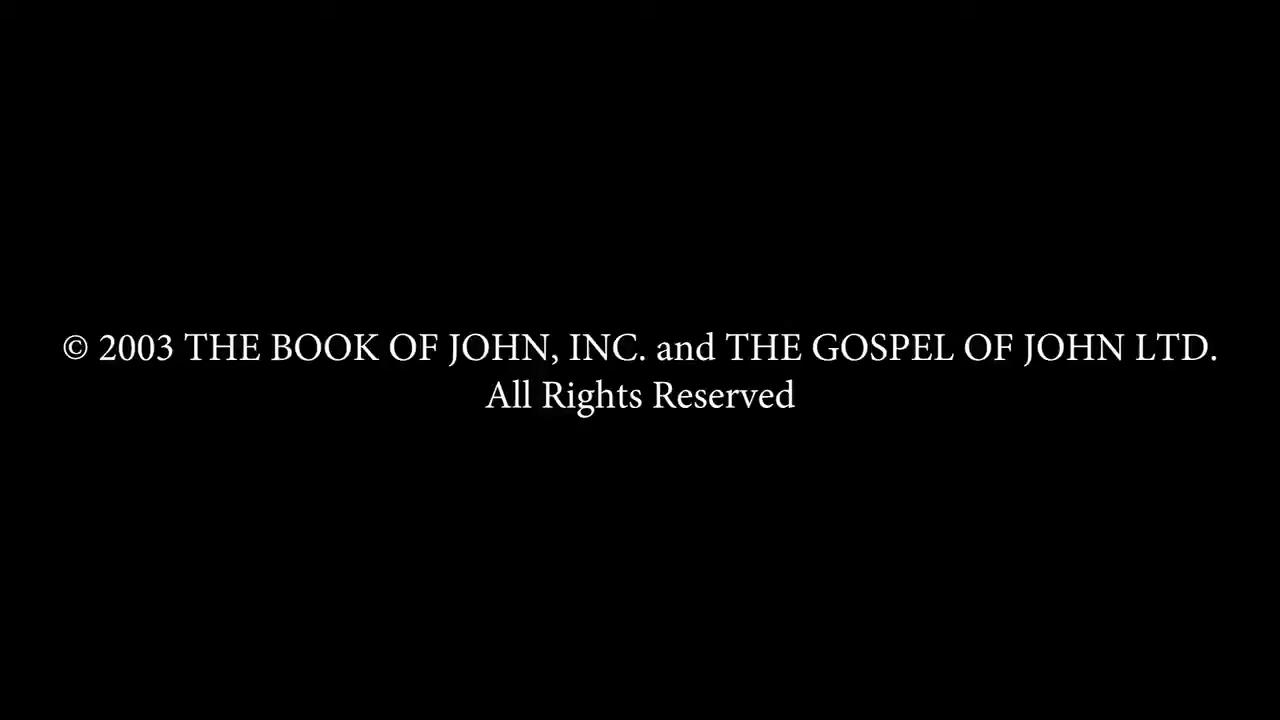 © 2003 THE BOOK OF JOHN, INC. and THE GOSPEL OF JOHN LTD.
All Rights Reserved